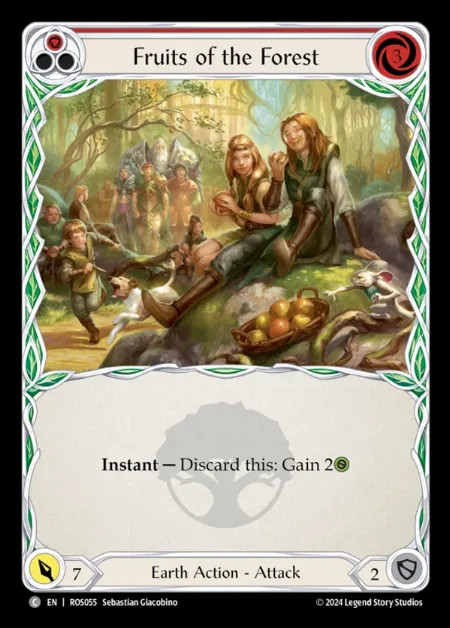 Fruits of the Forest
3
Instant — Discard this: Gain 2
7
Earth Action - Attack
2
C EN | ROS055 Sebastian Giacobino
© 2024 Legend Story Studios